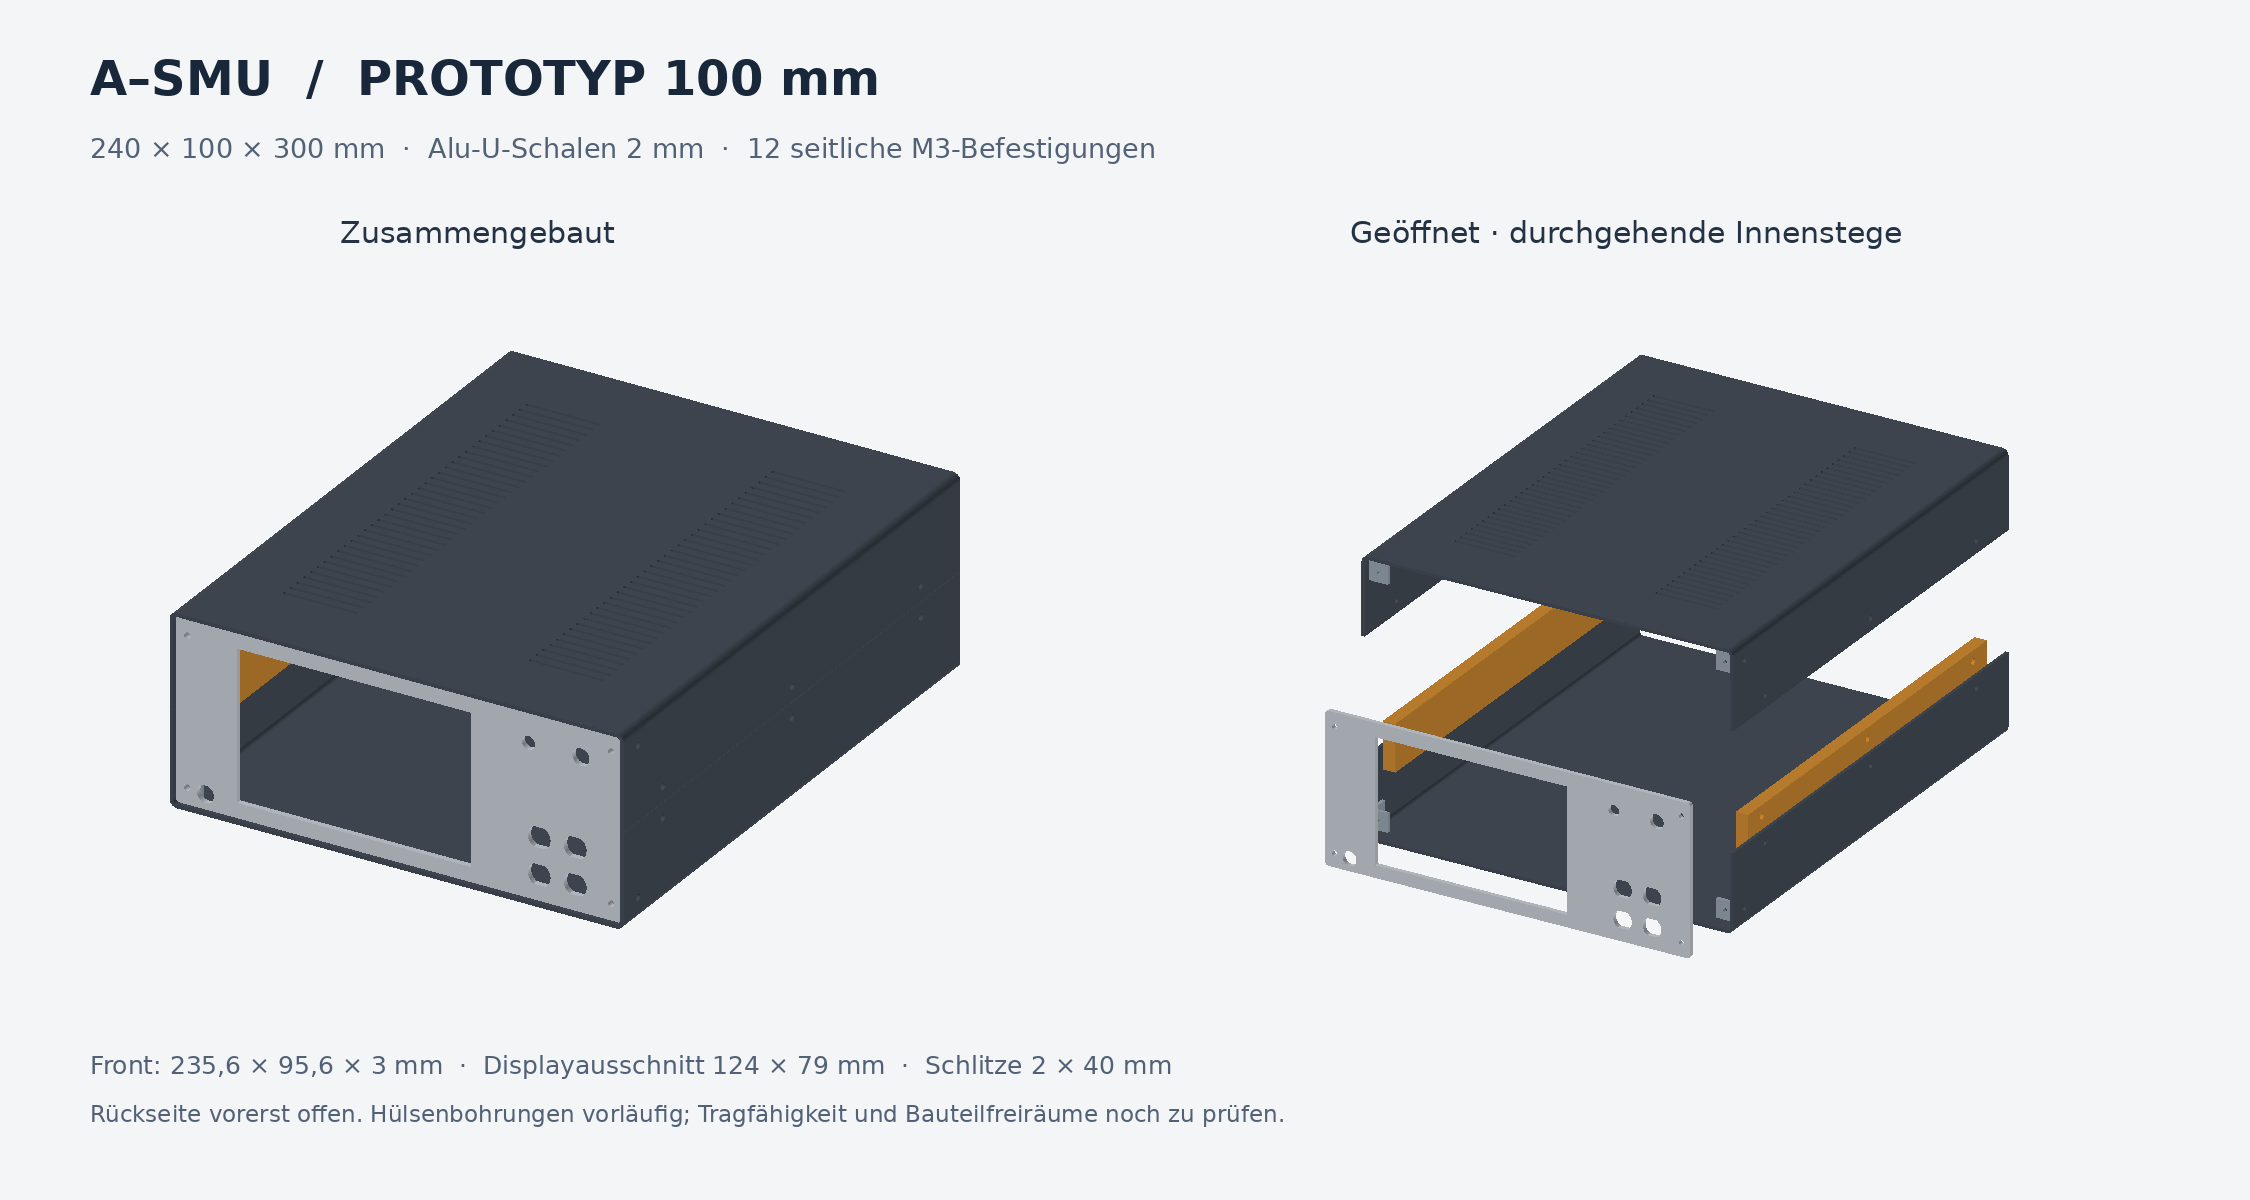 A–SMU / PROTOTYP 100 mm
240 × 100 × 300 mm · Alu-U-Schalen 2 mm · 12 seitliche M3-Befestigungen
Zusammengebaut
Geöffnet · durchgehende Innenstege
Front: 235,6 × 95,6 × 3 mm · Displayausschnitt 124 × 79 mm · Schlitze 2 × 40 mm
Rückseite vorerst offen. Hülsenbohrungen vorläufig; Tragfähigkeit und Bauteilfreiräume noch zu prüfen.